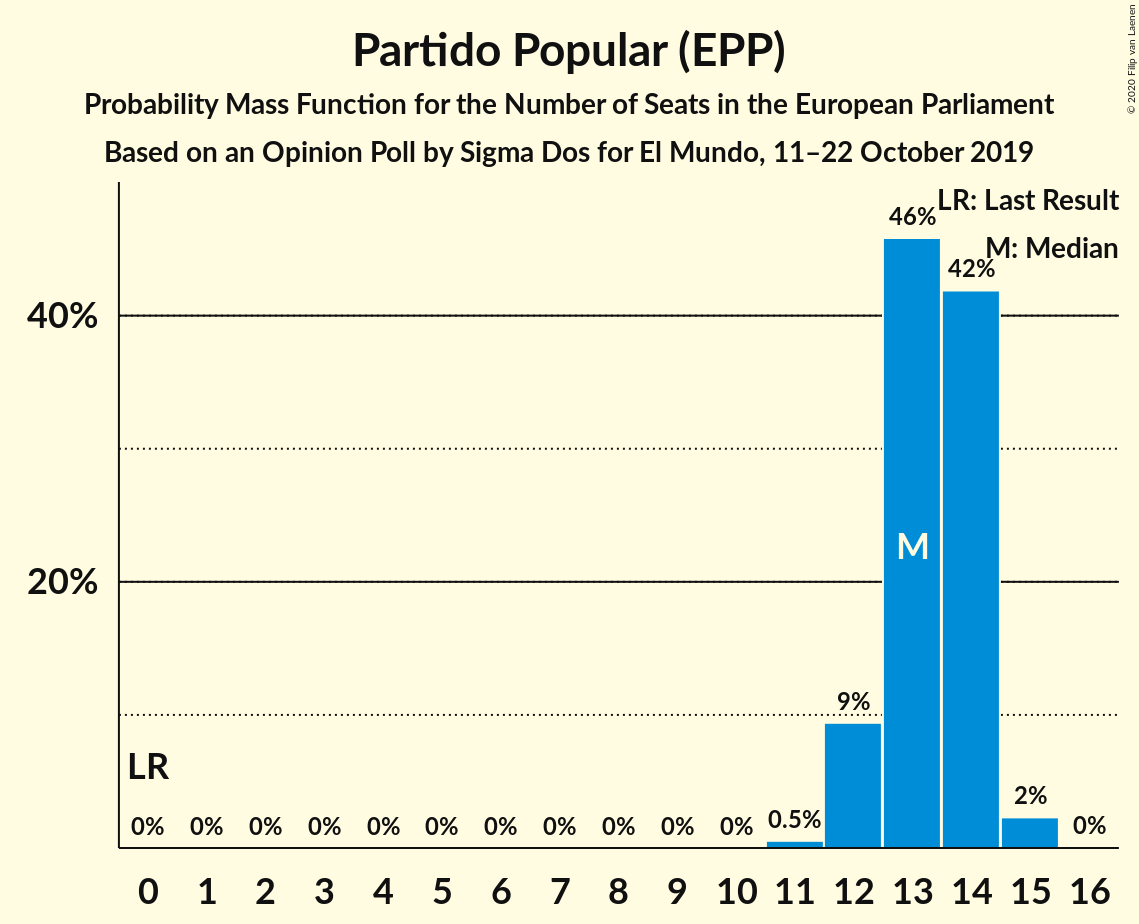 Partido Popular (EPP)
Probability Mass Function for the Number of Seats in the European Parliament
Based on an Opinion Poll by Sigma Dos for El Mundo, 11–22 October 2019
© 2020 Filip van Laenen
LR: Last Result
M: Median
46%
42%
40%
M
20%
9%
LR
2%
0% 0% 0% 0% 0% 0% 0% 0% 0% 0% 0% 0.5% 0%
0 1 2 3 4 5 6 7 8 9 10 11 12 13 14 15 16